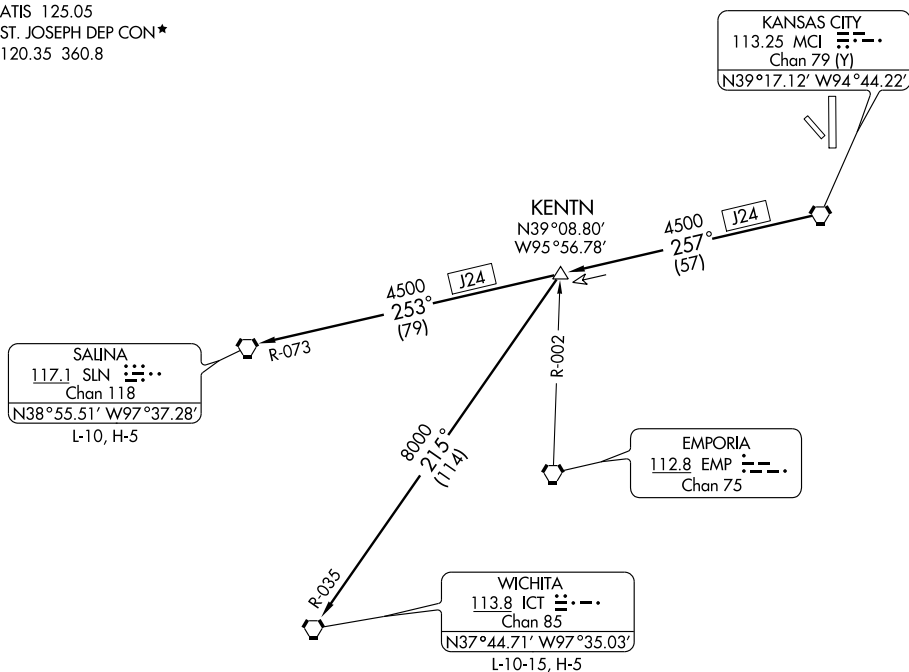 ATIS 125.05
ST. JOSEPH DEP CON★
120.35 360.8
KANSAS CITY
113.25 MCI
Chan 79 (Y)
N39°17.12' W94°44.22'
KENTN
N39°08.80'
W95°56.78'
4500
J24
257°
(57)
4500
J24
253°
(79)
R-073
SALINA
117.1 SLN
Chan 118
N38°55.51' W97°37.28'
L-10, H-5
R-002
8000
215°
(114)
EMPORIA
112.8 EMP
Chan 75
R-035
WICHITA
113.8 ICT
Chan 85
N37°44.71' W97°35.03'
L-10-15, H-5